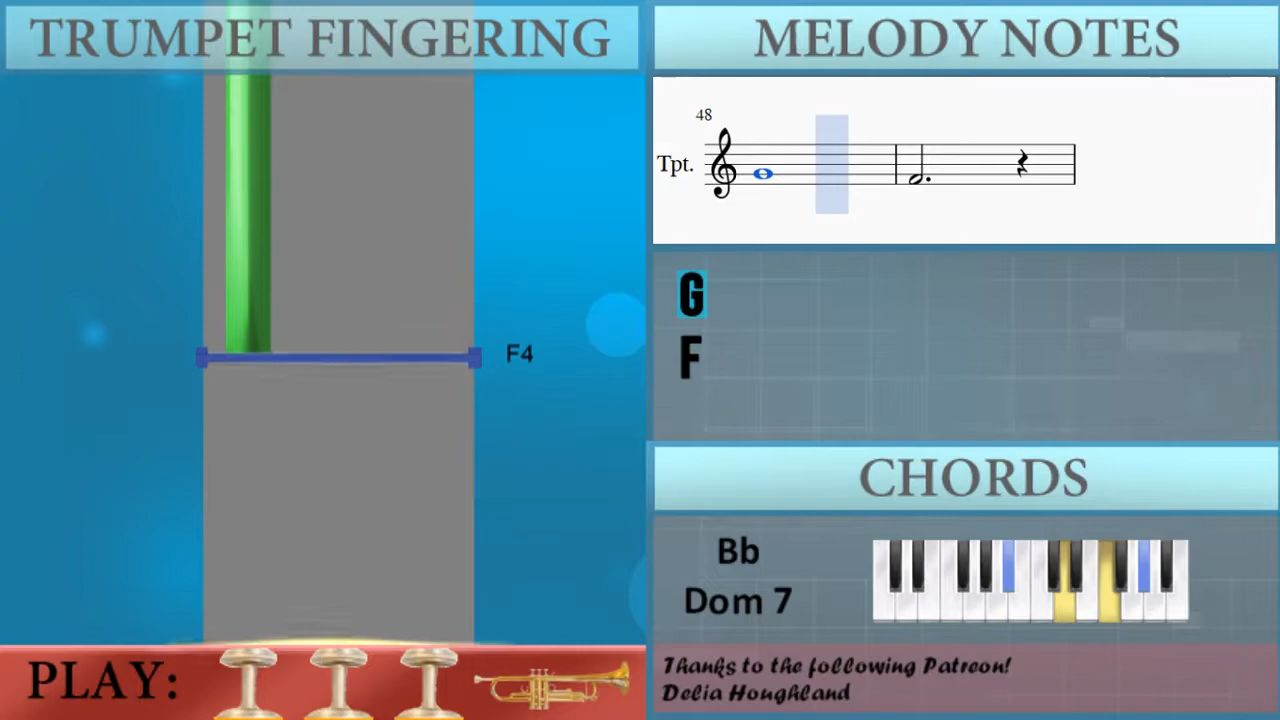 TRUMPET FINGERING
F4
PLAY:
MELODY NOTES
48
Tpt.
G
F
CHORDS
Bb
Dom 7
Thanks to the following Patreon!
Delia Houghland